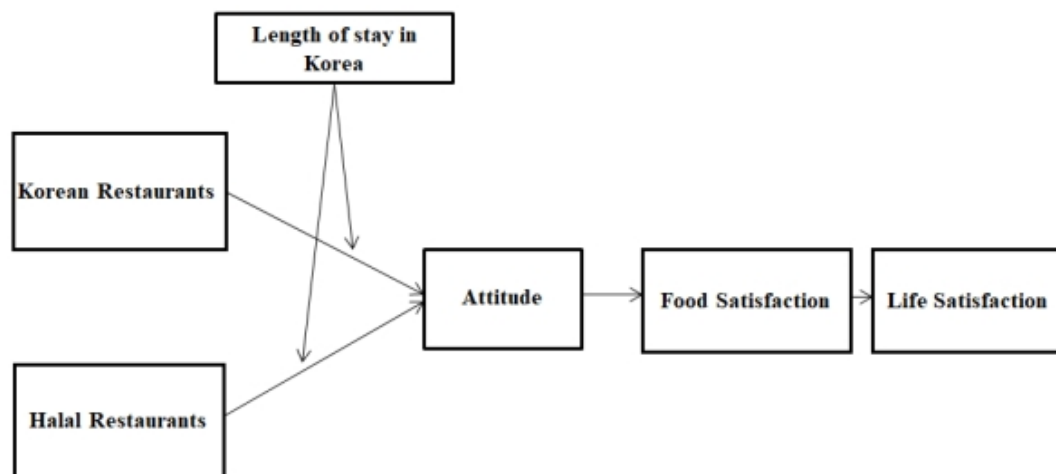 Length of stay in
Korea
Korean Restaurants
Attitude
Food Satisfaction
Life Satisfaction
Halal Restaurants